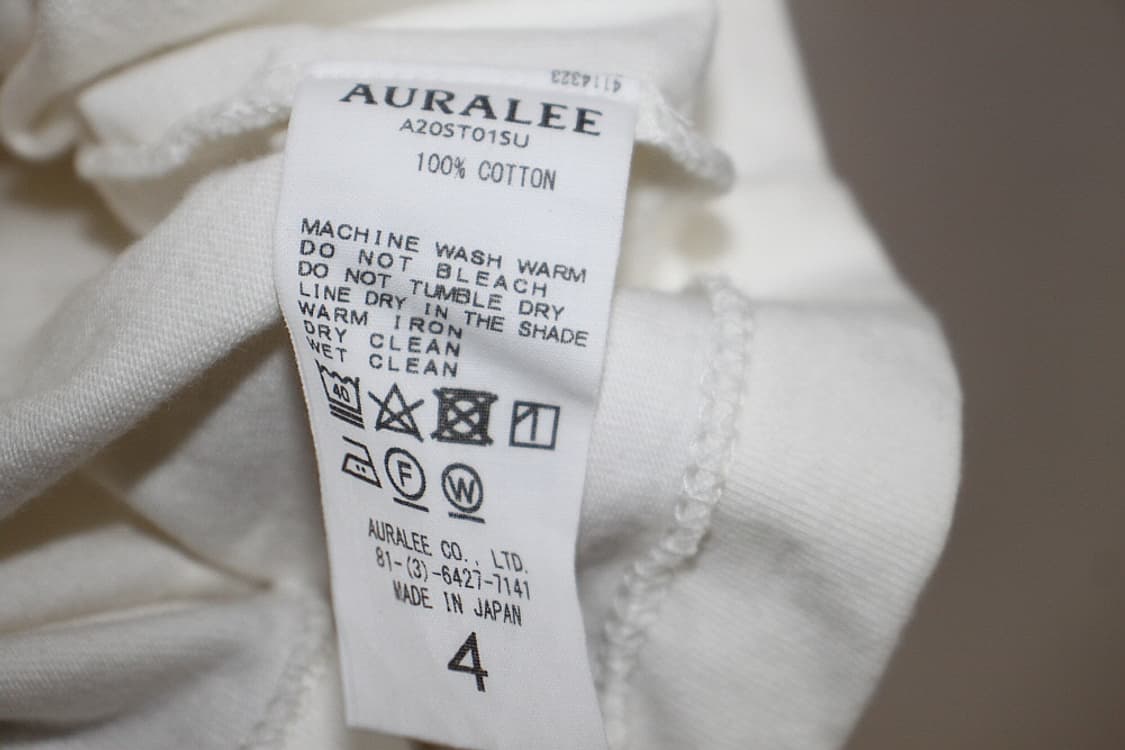 4114323
AURALEE
A20ST01SU
100% COTTON
MACHINE WASH WARM
DO NOT BLEACH
DO NOT TUMBLE DRY
LINE DRY IN THE SHADE
WARM IRON
DRY CLEAN
WET CLEAN
40
F W
AURALEE CO., LTD.
81-(3)-6427-7141
MADE IN JAPAN
4